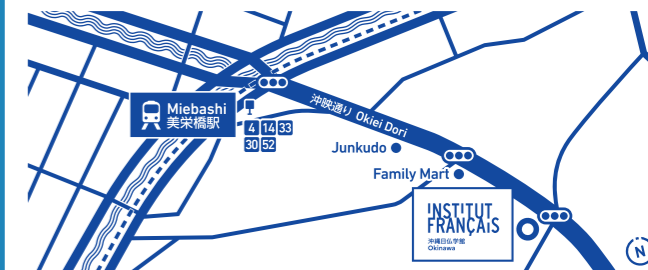 Miebashi
美栄橋駅
4 14 33
30 52
沖映通り Okiei Dori
Junkudo
Family Mart
INSTITUT
FRANÇAIS
沖縄日仏学館
Okinawa
N